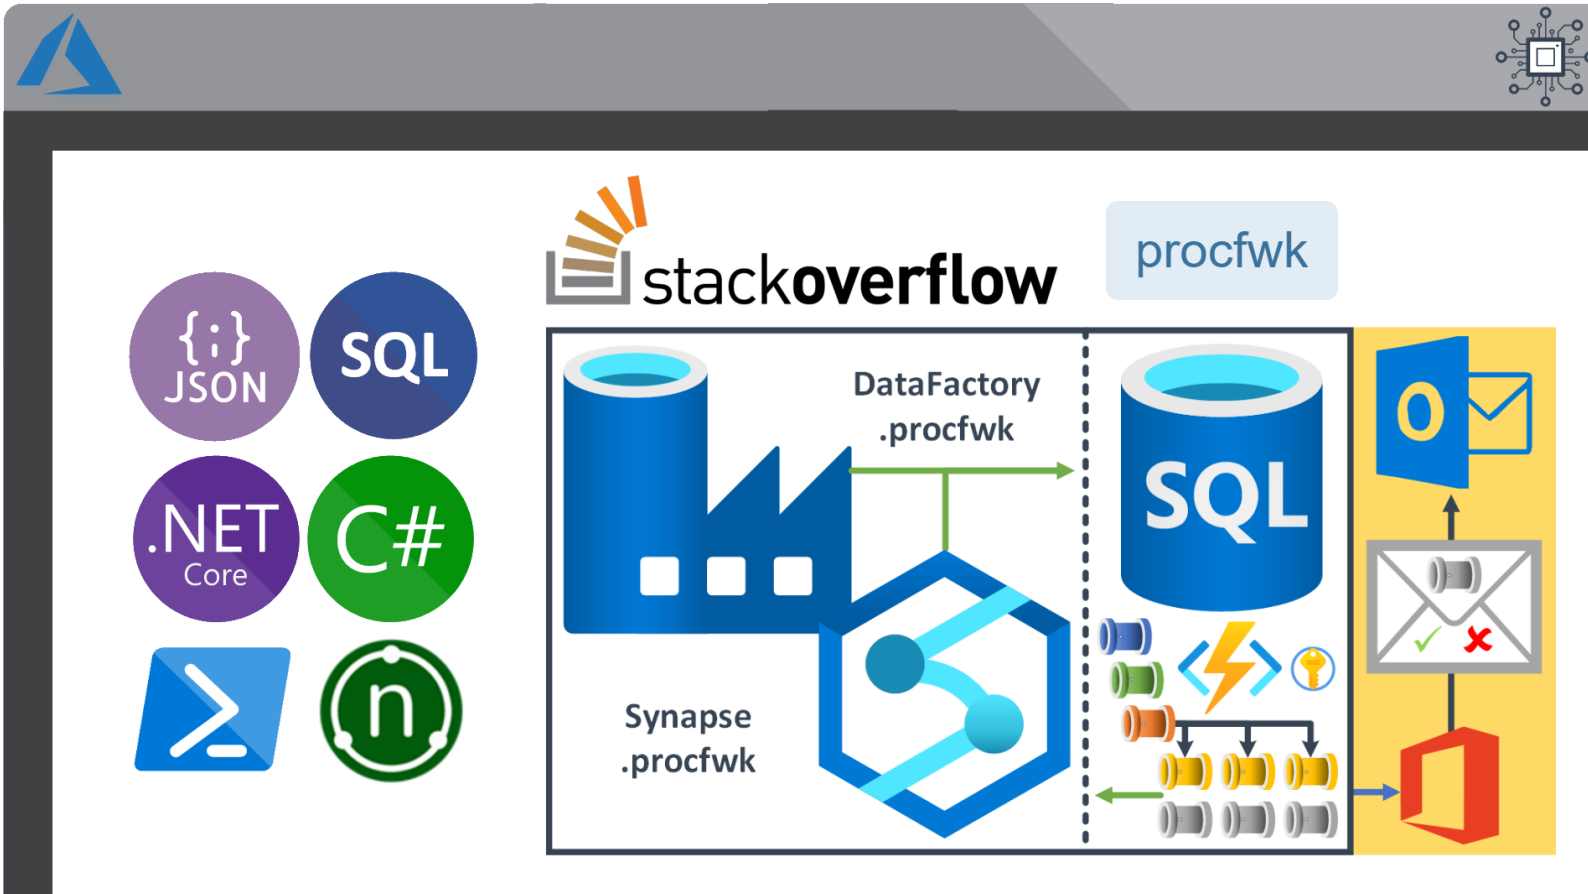 stackoverflow
procfwk
{;}
JSON
SQL
.NET
Core
C#
n
DataFactory
.procfwk
Synapse
.procfwk
SQL
O